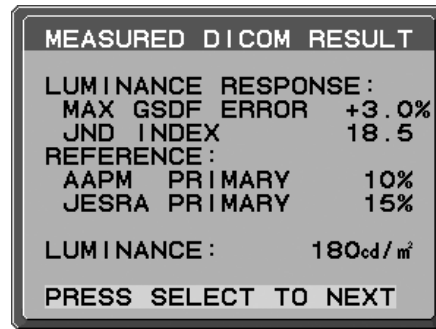 MEASURED DICOM RESULT
LUMINANCE RESPONSE:
MAX GSDF ERROR +3.0%
JND INDEX 18.5
REFERENCE:
AAPM PRIMARY 10%
JESRA PRIMARY 15%
LUMINANCE: 180cd/㎡
PRESS SELECT TO NEXT